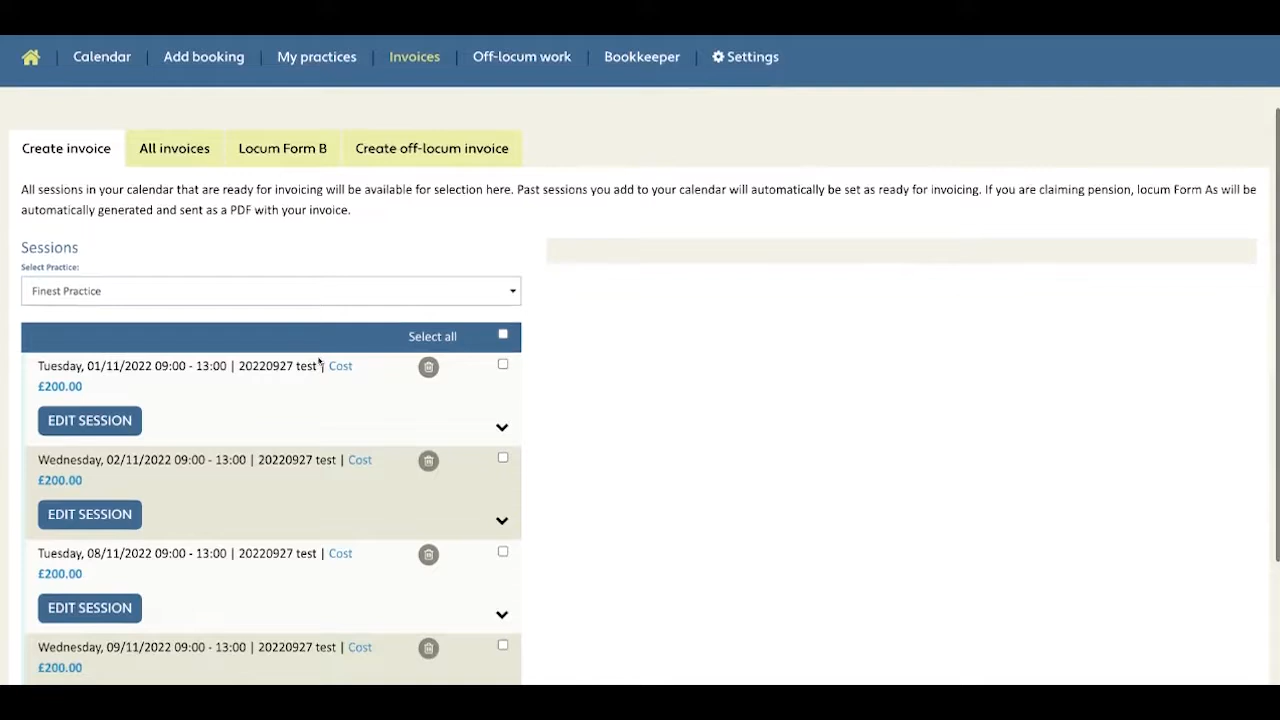 Calendar | Add booking | My practices | Invoices | Off-locum work | Bookkeeper | Settings
Create invoice All invoices Locum Form B Create off-locum invoice
All sessions in your calendar that are ready for invoicing will be available for selection here. Past sessions you add to your calendar will automatically be set as ready for invoicing. If you are claiming pension, locum Form As will be
automatically generated and sent as a PDF with your invoice.
Sessions
Select Practice:
Finest Practice
Select all
Tuesday, 01/11/2022 09:00 - 13:00 | 20220927 test | Cost
£200.00
EDIT SESSION
Wednesday, 02/11/2022 09:00 - 13:00 | 20220927 test | Cost
£200.00
EDIT SESSION
Tuesday, 08/11/2022 09:00 - 13:00 | 20220927 test | Cost
£200.00
EDIT SESSION
Wednesday, 09/11/2022 09:00 - 13:00 | 20220927 test | Cost
£200.00